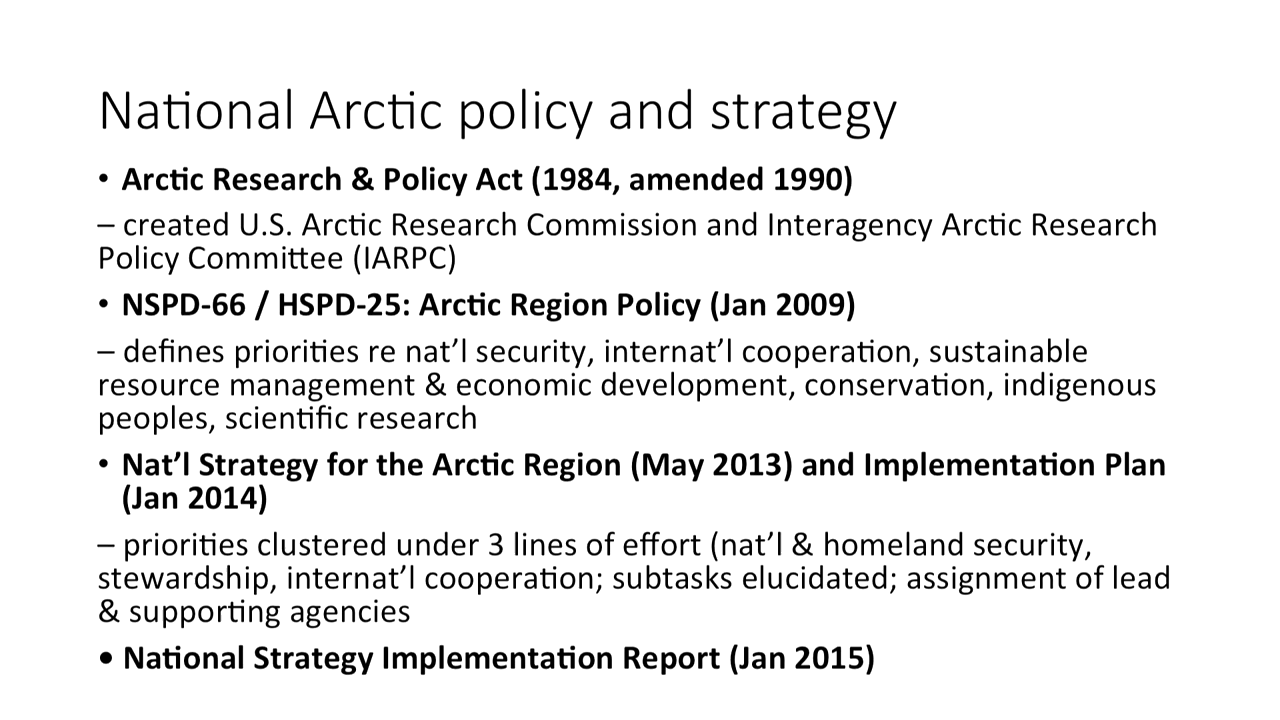 National Arctic policy and strategy
• Arctic Research & Policy Act (1984, amended 1990)
– created U.S. Arctic Research Commission and Interagency Arctic Research
Policy Committee (IARPC)
• NSPD-66 / HSPD-25: Arctic Region Policy (Jan 2009)
– defines priorities re nat’l security, internat’l cooperation, sustainable
resource management & economic development, conservation, indigenous
peoples, scientific research
• Nat’l Strategy for the Arctic Region (May 2013) and Implementation Plan
(Jan 2014)
– priorities clustered under 3 lines of effort (nat’l & homeland security,
stewardship, internat’l cooperation; subtasks elucidated; assignment of lead
& supporting agencies
• National Strategy Implementation Report (Jan 2015)